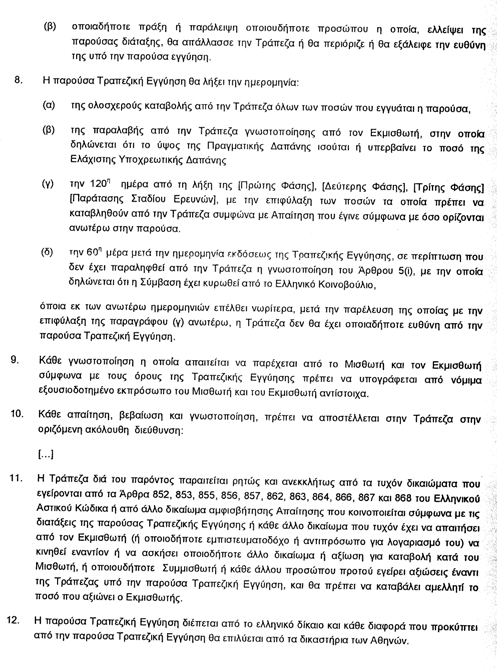 (β) οποιαδήποτε πράξη ή παράλειψη οποιουδήποτε προσώπου η οποία, ελλείψει της
παρούσας διάταξης, θα απάλλασσε την Τράπεζα ή θα περιόριζε ή θα εξάλειφε την ευθύνη
της υπό την παρούσα εγγύηση.
8. Η παρούσα Τραπεζική Εγγύηση θα λήξει την ημερομηνία:
(α) της ολοσχερούς καταβολής από την Τράπεζα όλων των ποσών που εγγυάται η παρούσα,
(β) της παραλαβής από την Τράπεζα γνωστοποίησης από τον Εκμισθωτή, στην οποία
δηλώνεται ότι το ύψος της Πραγματικής Δαπάνης ισούται ή υπερβαίνει το ποσό της
Ελάχιστης Υποχρεωτικής Δαπάνης
(γ) την 120η ημέρα από τη λήξη της [Πρώτης Φάσης], [Δεύτερης Φάσης], [Τρίτης Φάσης]
[Παράτασης Σταδίου Ερευνών], με την επιφύλαξη των ποσών τα οποία πρέπει να
καταβληθούν από την Τράπεζα συμφώνα με Απαίτηση που έγινε σύμφωνα με όσο ορίζονται
ανωτέρω στην παρούσα.
(δ) την 60η μέρα μετά την ημερομηνία εκδόσεως της Τραπεζικής Εγγύησης, σε περίπτωση που
δεν έχει παραληφθεί από την Τράπεζα η γνωστοποίηση του Άρθρου 5(i), με την οποία
δηλώνεται ότι η Σύμβαση έχει κυρωθεί από το Ελληνικό Κοινοβούλιο,
όποια εκ των ανωτέρω ημερομηνιών επέλθει νωρίτερα, μετά την παρέλευση της οποίας με την
επιφύλαξη της παραγράφου (γ) ανωτέρω, η Τράπεζα δεν θα έχει οποιαδήποτε ευθύνη από την
παρούσα Τραπεζική Εγγύηση.
9. Κάθε γνωστοποίηση η οποία απαιτείται να παρέχεται από το Μισθωτή και τον Εκμισθωτή
σύμφωνα με τους όρους της Τραπεζικής Εγγύησης πρέπει να υπογράφεται από νόμιμα
εξουσιοδοτημένο εκπρόσωπο του Μισθωτή και του Εκμισθωτή αντίστοιχα.
10. Κάθε απαίτηση, βεβαίωση και γνωστοποίηση, πρέπει να αποστέλλεται στην Τράπεζα στην
οριζόμενη ακόλουθη διεύθυνση:
[...]
11. Η Τράπεζα διά του παρόντος παραιτείται ρητώς και ανεκκλήτως από τα τυχόν δικαιώματα που
εγείρονται από τα Άρθρα 852, 853, 855, 856, 857, 862, 863, 864, 866, 867 και 868 του Ελληνικού
Αστικού Κώδικα ή από άλλο δικαίωμα αμφισβήτησης Απαίτησης που κοινοποιείται σύμφωνα με τις
διατάξεις της παρούσας Τραπεζικής Εγγύησης ή κάθε άλλο δικαίωμα που τυχόν έχει να απαιτήσει
από τον Εκμισθωτή (ή οποιοδήποτε εμπιστευματοδόχο ή αντιπρόσωπο για λογαριασμό του) να
κινηθεί εναντίον ή να ασκήσει οποιοδήποτε άλλο δικαίωμα ή αξίωση για καταβολή κατά του
Μισθωτή, ή οποιουδήποτε Συμμισθωτή ή κάθε άλλου προσώπου προτού εγείρει αξιώσεις έναντι
της Τράπεζας υπό την παρούσα Τραπεζική Εγγύηση, και θα πρέπει να καταβάλει αμελλητί το
ποσό που αξιώνει ο Εκμισθωτής.
12. Η παρούσα Τραπεζική Εγγύηση διέπεται από το ελληνικό δίκαιο και κάθε διαφορά που προκύπτει
από την παρούσα Τραπεζική Εγγύηση θα επιλύεται από τα δικαστήρια των Αθηνών.